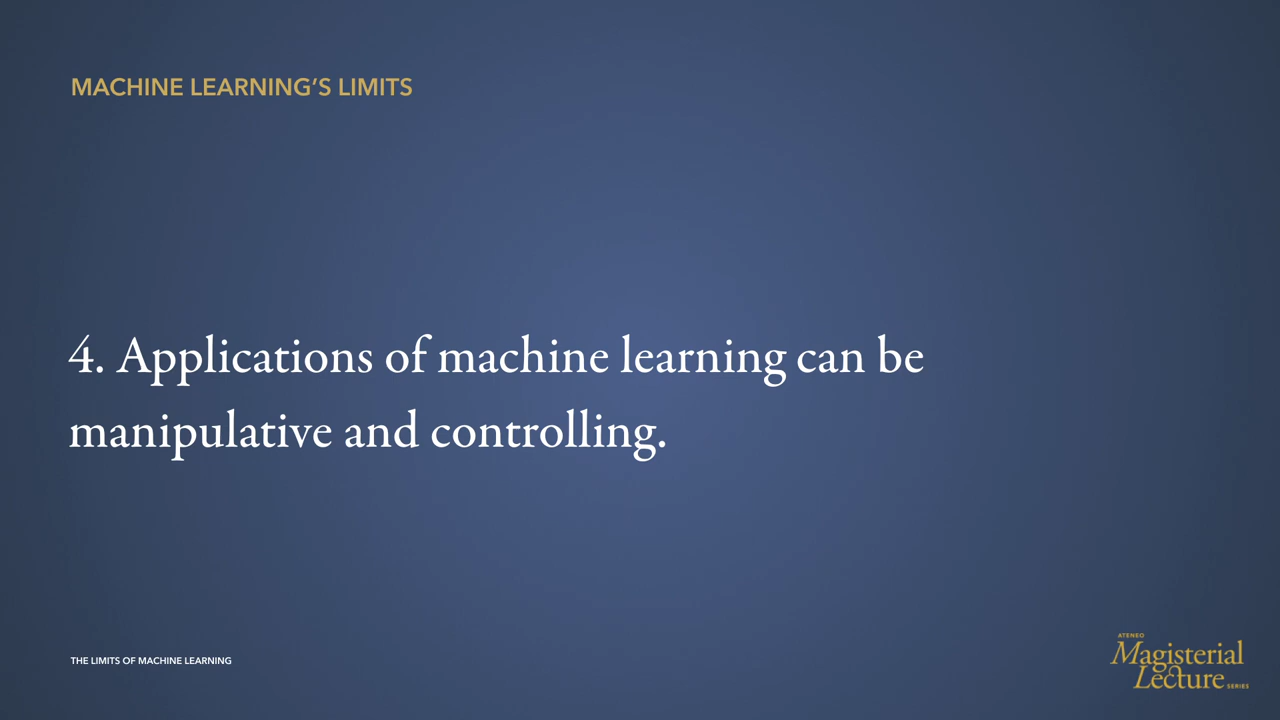 MACHINE LEARNING’S LIMITS
4. Applications of machine learning can be
manipulative and controlling.
THE LIMITS OF MACHINE LEARNING
ATENEO
Magisterial
Lecture SERIES